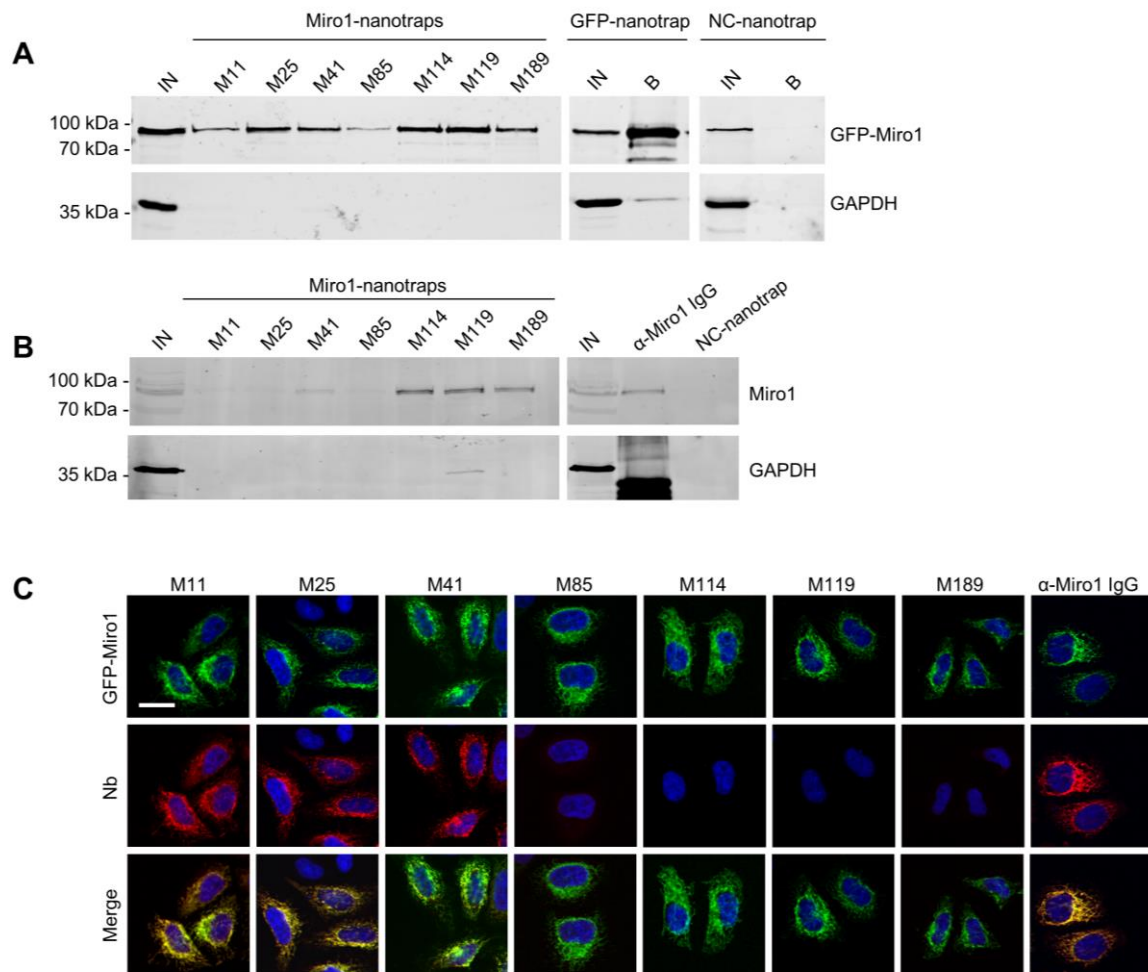 Miro1-nanotraps GFP-nanotrap NC-nanotrap
A
IN M11 M25 M41 M85 M114 M119 M189 IN B IN B
100 kDa -
70 kDa -
GFP-Miro1
35 kDa -
GAPDH
Miro1-nanotraps
B
IN M11 M25 M41 M85 M114 M119 M189 IN α-Miro1 IgG NC-nanotrap
100 kDa -
70 kDa -
Miro1
35 kDa -
GAPDH
C
M11 M25 M41 M85 M114 M119 M189 α-Miro1 IgG
GFP-Miro1
Nb
Merge